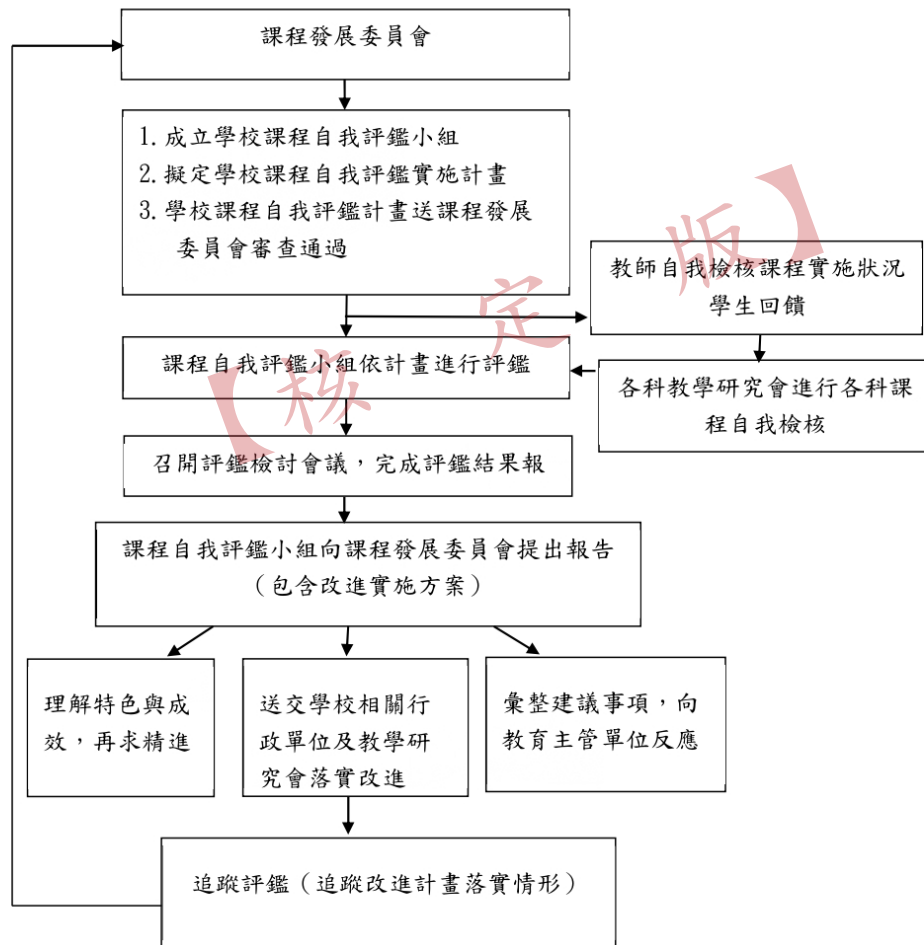 課程發展委員會
1. 成立學校課程自我評鑑小組
2. 擬定學校課程自我評鑑實施計畫
3. 學校課程自我評鑑計畫送課程發展
委員會審查通過
教師自我檢核課程實施狀況
學生回饋
課程自我評鑑小組依計畫進行評鑑
各科教學研究會進行各科課
程自我檢核
召開評鑑檢討會議，完成評鑑結果報
課程自我評鑑小組向課程發展委員會提出報告
（包含改進實施方案）
理解特色與成
效，再求精進
送交學校相關行
政單位及教學研
究會落實改進
彙整建議事項，向
教育主管單位反應
追蹤評鑑（追蹤改進計畫落實情形）
【核定版】